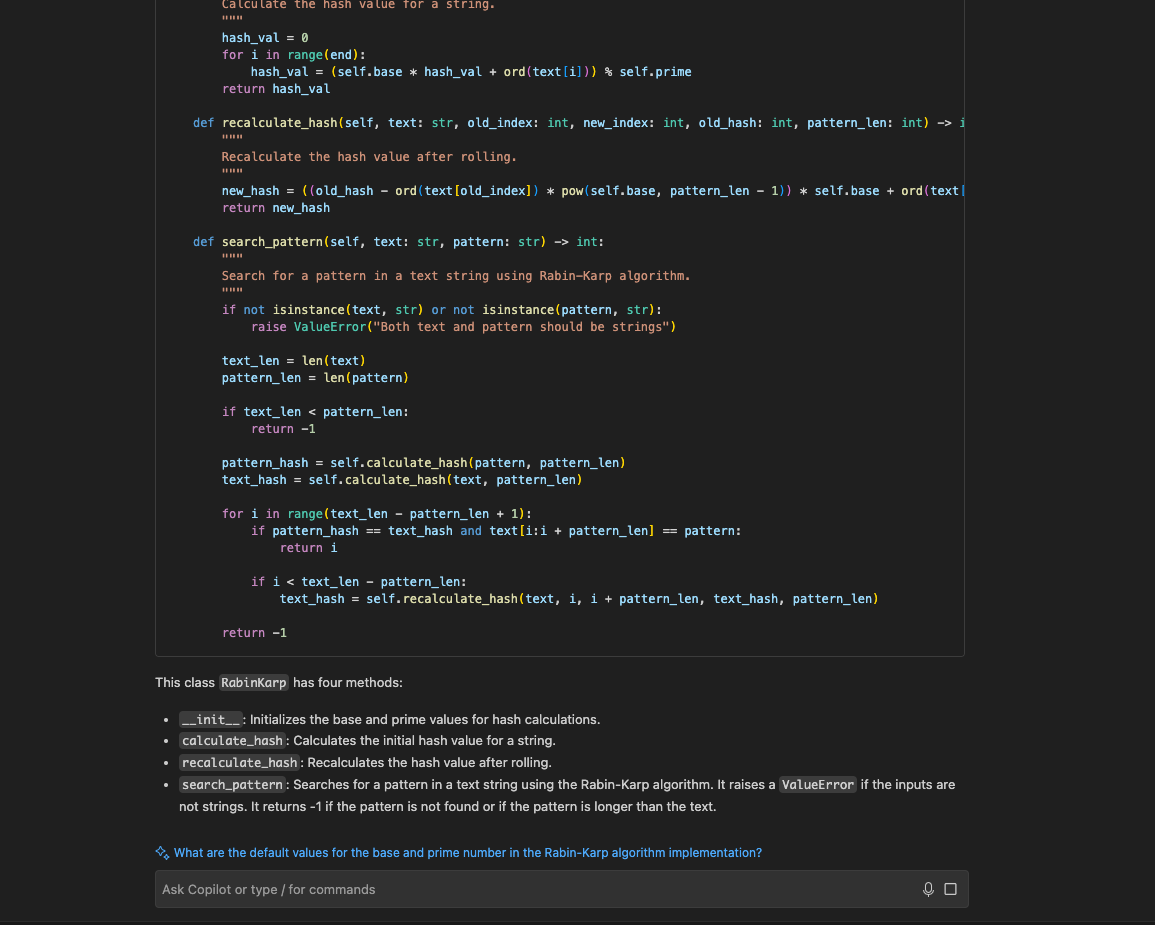 Calculate the hash value for a string.
"""
hash_val = 0
for i in range(end):
hash_val = (self.base * hash_val + ord(text[i])) % self.prime
return hash_val
def recalculate_hash(self, text: str, old_index: int, new_index: int, old_hash: int, pattern_len: int) -> i
"""
Recalculate the hash value after rolling.
"""
new_hash = ((old_hash - ord(text[old_index]) * pow(self.base, pattern_len - 1)) * self.base + ord(text[
return new_hash
def search_pattern(self, text: str, pattern: str) -> int:
"""
Search for a pattern in a text string using Rabin-Karp algorithm.
"""
if not isinstance(text, str) or not isinstance(pattern, str):
raise ValueError("Both text and pattern should be strings")
text_len = len(text)
pattern_len = len(pattern)
if text_len < pattern_len:
return -1
pattern_hash = self.calculate_hash(pattern, pattern_len)
text_hash = self.calculate_hash(text, pattern_len)
for i in range(text_len - pattern_len + 1):
if pattern_hash == text_hash and text[i:i + pattern_len] == pattern:
return i
if i < text_len - pattern_len:
text_hash = self.recalculate_hash(text, i, i + pattern_len, text_hash, pattern_len)
return -1
This class RabinKarp has four methods:
• __init__: Initializes the base and prime values for hash calculations.
• calculate_hash: Calculates the initial hash value for a string.
• recalculate_hash: Recalculates the hash value after rolling.
• search_pattern: Searches for a pattern in a text string using the Rabin-Karp algorithm. It raises a ValueError if the inputs are
not strings. It returns -1 if the pattern is not found or if the pattern is longer than the text.
What are the default values for the base and prime number in the Rabin-Karp algorithm implementation?
Ask Copilot or type / for commands